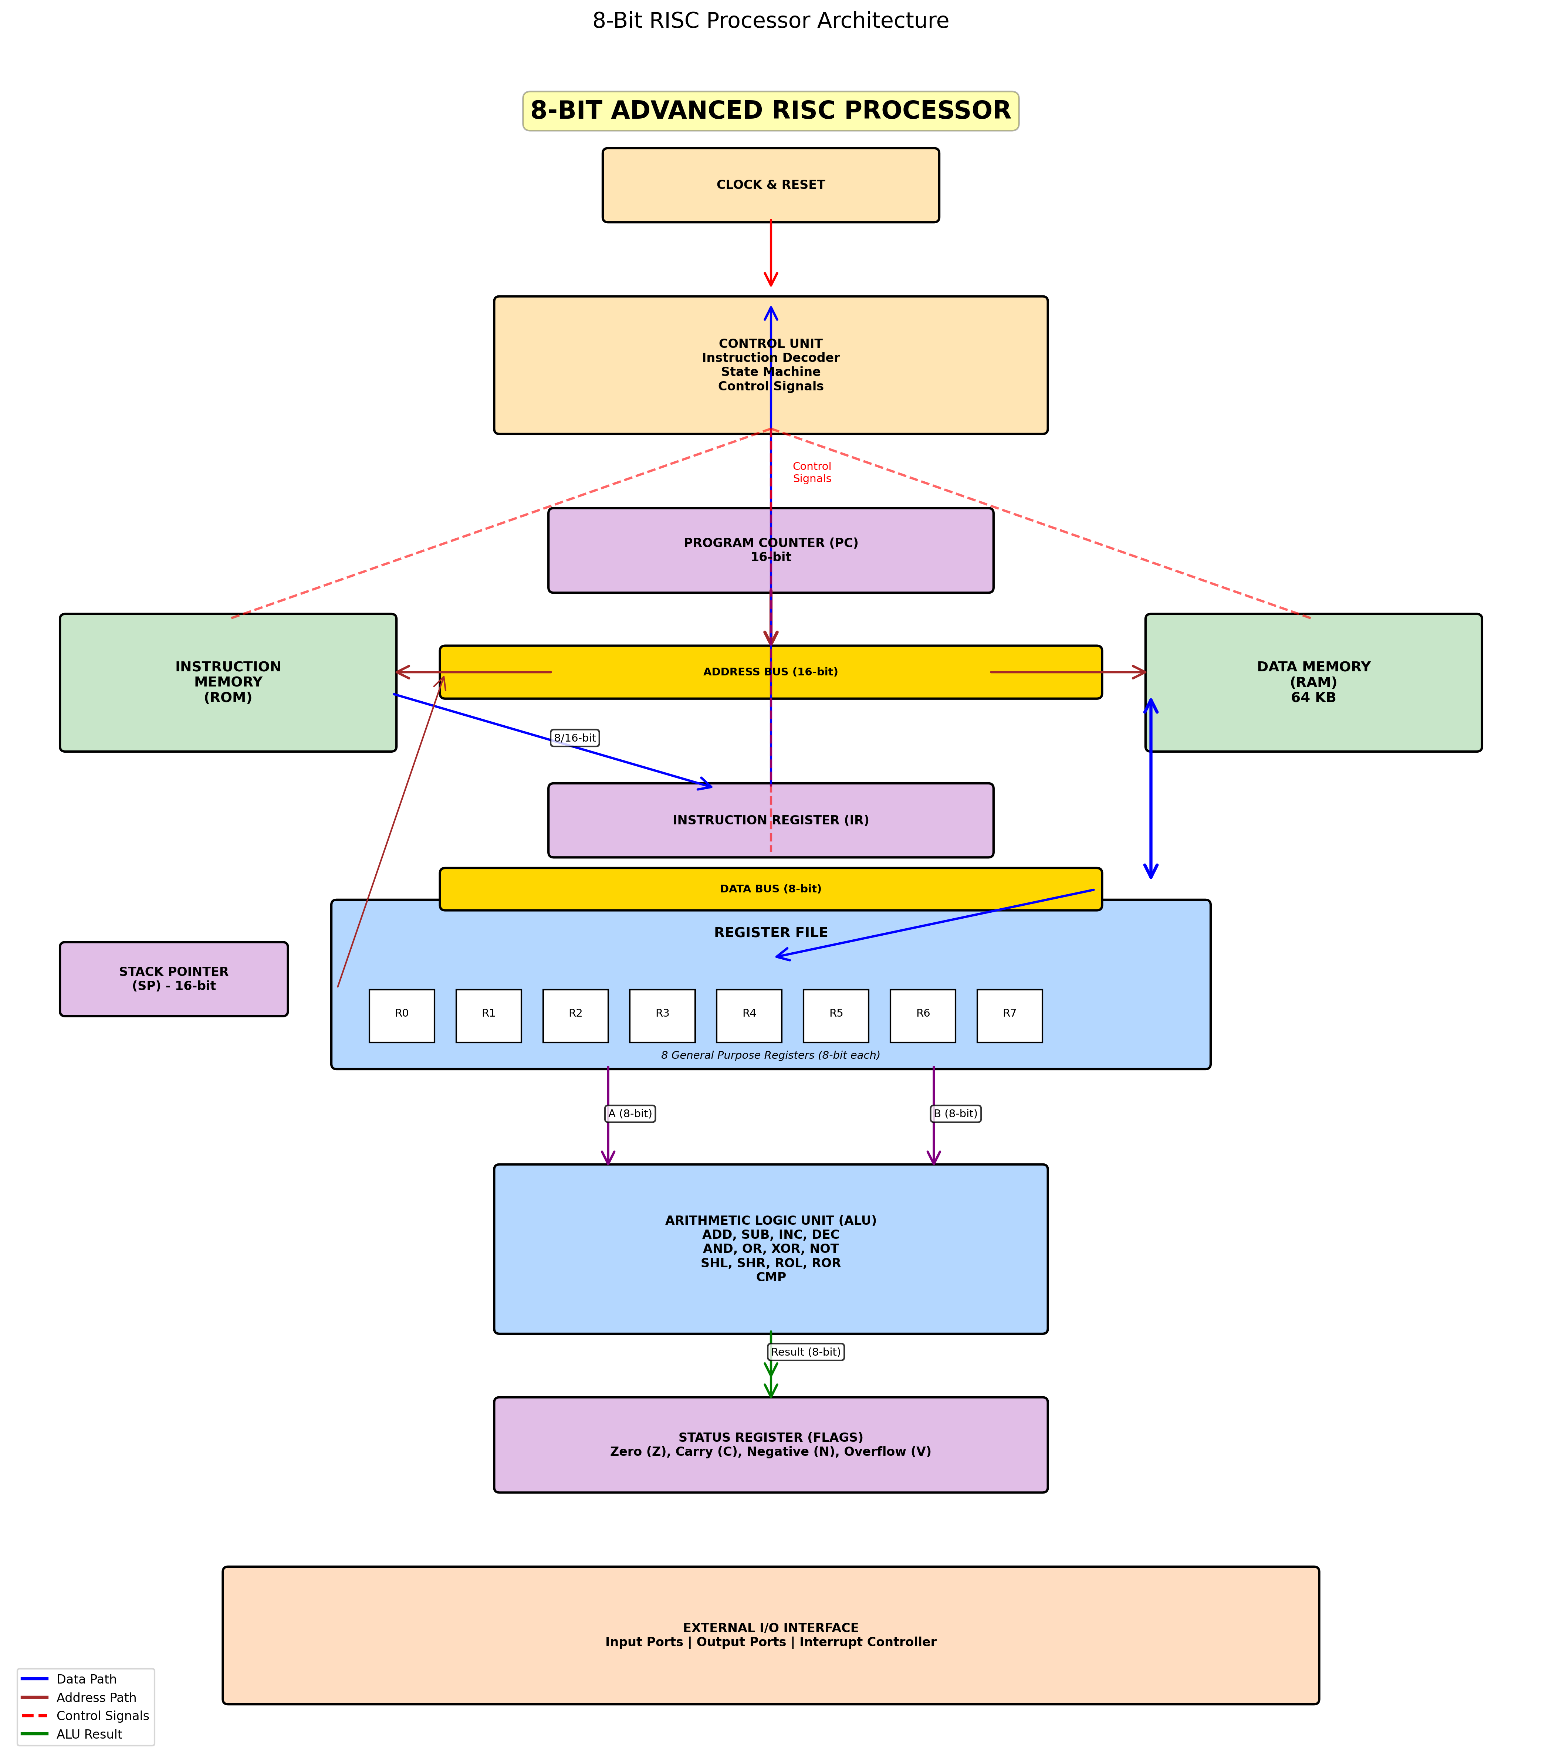 8-Bit RISC Processor Architecture
8-BIT ADVANCED RISC PROCESSOR
CLOCK & RESET
CONTROL UNIT
Instruction Decoder
State Machine
Control Signals
Control
Signals
PROGRAM COUNTER (PC)
16-bit
INSTRUCTION
MEMORY
(ROM)
ADDRESS BUS (16-bit)
DATA MEMORY
(RAM)
64 KB
8/16-bit
INSTRUCTION REGISTER (IR)
DATA BUS (8-bit)
REGISTER FILE
STACK POINTER
(SP) - 16-bit
R0 R1 R2 R3 R4 R5 R6 R7
8 General Purpose Registers (8-bit each)
A (8-bit)
B (8-bit)
ARITHMETIC LOGIC UNIT (ALU)
ADD, SUB, INC, DEC
AND, OR, XOR, NOT
SHL, SHR, ROL, ROR
CMP
Result (8-bit)
STATUS REGISTER (FLAGS)
Zero (Z), Carry (C), Negative (N), Overflow (V)
EXTERNAL I/O INTERFACE
Input Ports | Output Ports | Interrupt Controller
Data Path
Address Path
Control Signals
ALU Result